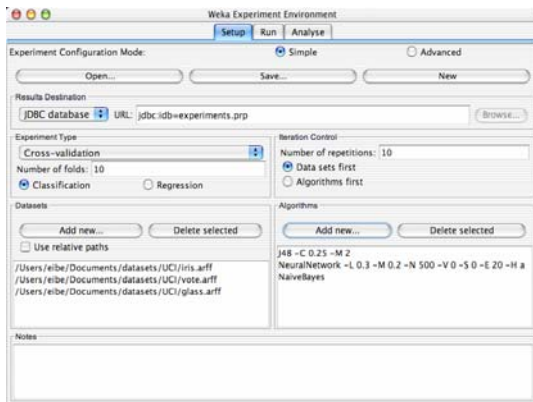 Weka Experiment Environment
Setup Run Analyse
Experiment Configuration Mode: Simple Advanced
Open... Save... New
Results Destination
JDBC database URL: jdbc:idb=experiments.prp Browse...
Experiment Type
Cross-validation
Number of folds: 10
Classification Regression
Iteration Control
Number of repetitions: 10
Data sets first
Algorithms first
Datasets
Add new... Delete selected
Use relative paths
/Users/eibe/Documents/datasets/UCI/iris.arff
/Users/eibe/Documents/datasets/UCI/vote.arff
/Users/eibe/Documents/datasets/UCI/glass.arff
Algorithms
Add new... Delete selected
J48 -C 0.25 -M 2
NeuralNetwork -L 0.3 -M 0.2 -N 500 -V 0 -S 0 -E 20 -H a
NaiveBayes
Notes